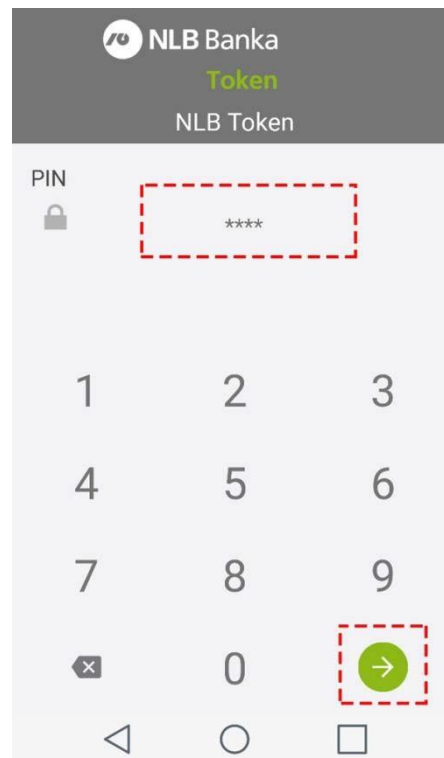 NLB Banka
Token
NLB Token
PIN
****
1 2 3
4 5 6
7 8 9
0